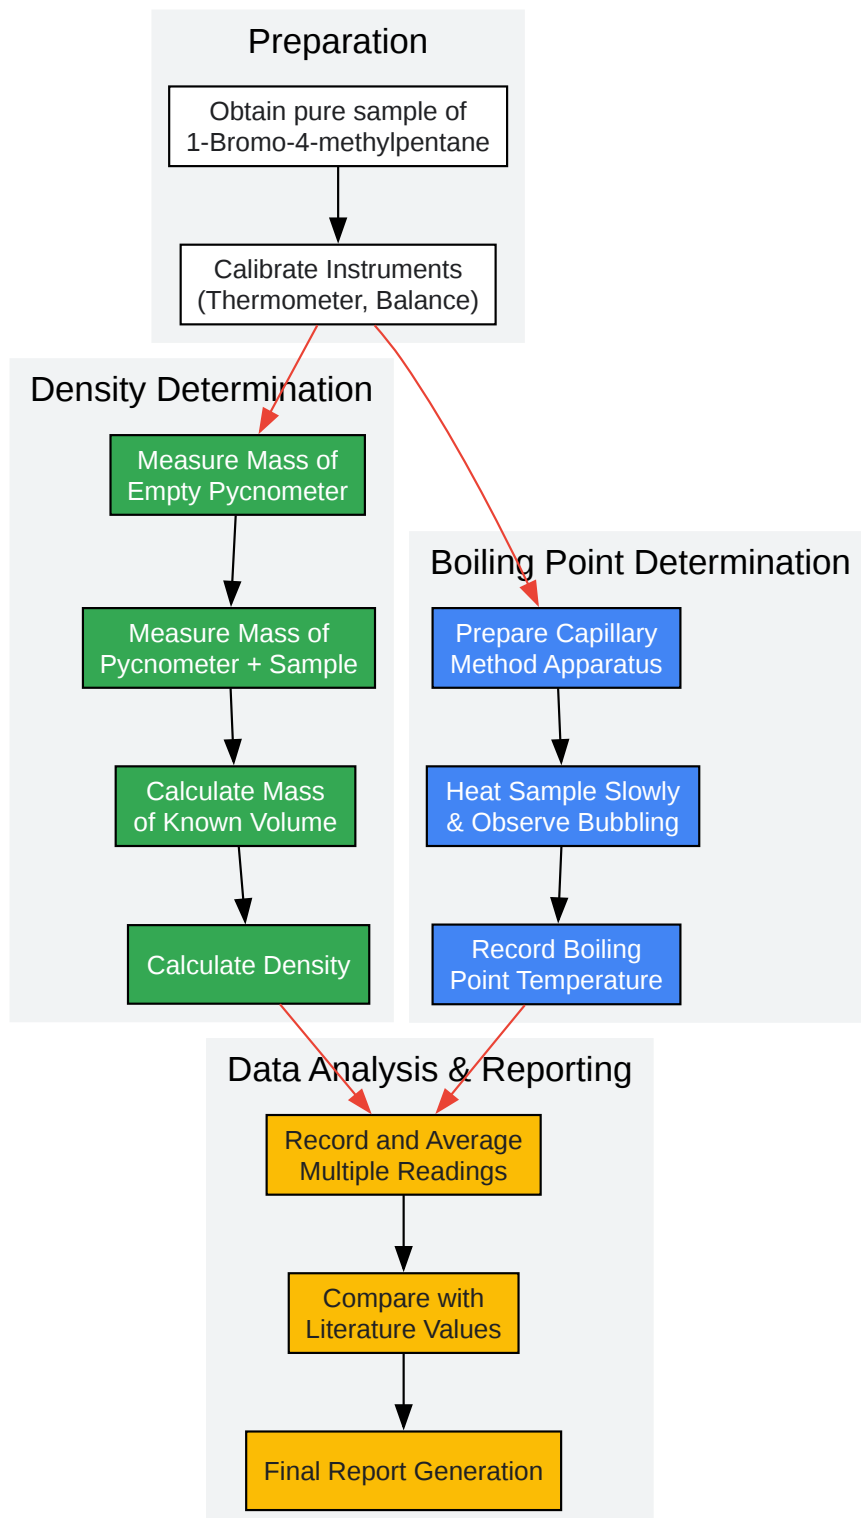 Preparation
Obtain pure sample of
1-Bromo-4-methylpentane
Calibrate Instruments
(Thermometer, Balance)
Density Determination
Measure Mass of
Empty Pycnometer
Measure Mass of
Pycnometer + Sample
Calculate Mass
of Known Volume
Calculate Density
Boiling Point Determination
Prepare Capillary
Method Apparatus
Heat Sample Slowly
& Observe Bubbling
Record Boiling
Point Temperature
Data Analysis & Reporting
Record and Average
Multiple Readings
Compare with
Literature Values
Final Report Generation